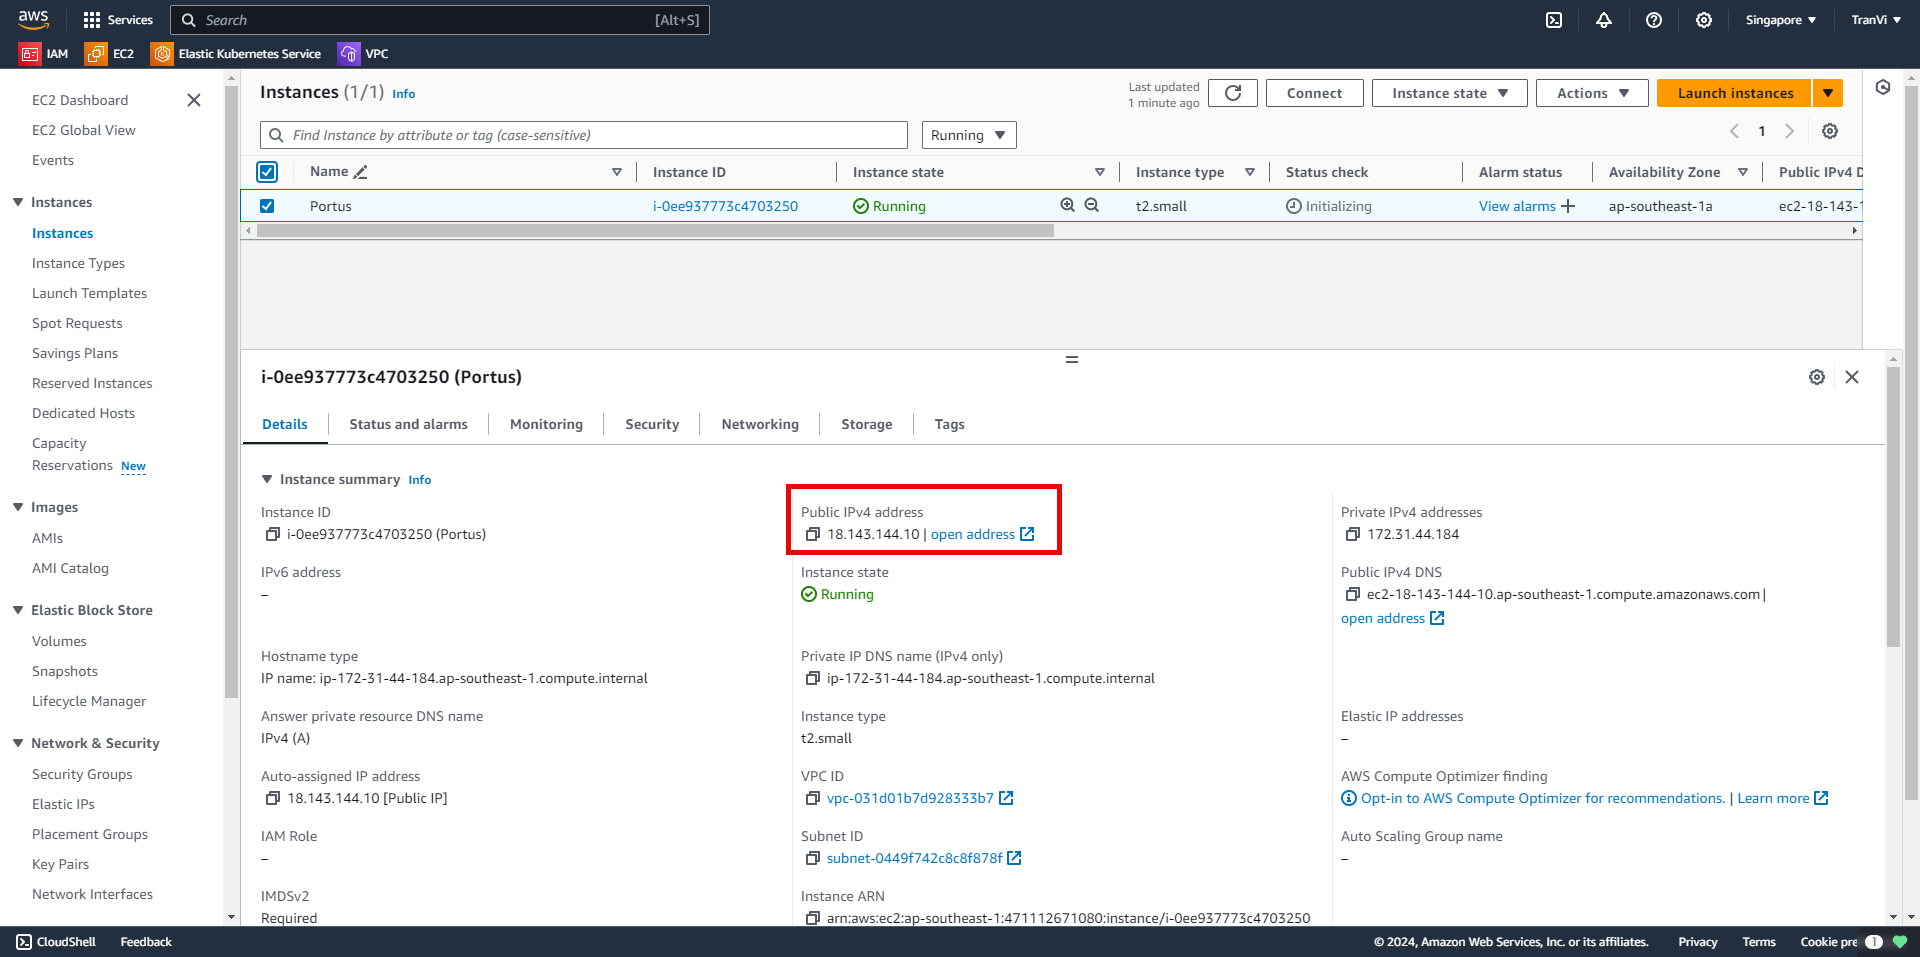 aws
Services
Search
[Alt+S]
Singapore
TranVi
IAM
EC2
Elastic Kubernetes Service
VPC
EC2 Dashboard
EC2 Global View
Events
Instances
Instances
Instance Types
Launch Templates
Spot Requests
Savings Plans
Reserved Instances
Dedicated Hosts
Capacity
Reservations New
Images
AMIs
AMI Catalog
Elastic Block Store
Volumes
Snapshots
Lifecycle Manager
Network & Security
Security Groups
Elastic IPs
Placement Groups
Key Pairs
Network Interfaces
Instances (1/1) Info
Last updated
1 minute ago
Connect
Instance state
Actions
Launch instances
Find Instance by attribute or tag (case-sensitive)
Running
1
Name
Instance ID
Instance state
Instance type
Status check
Alarm status
Availability Zone
Public IPv4 D
Portus
i-0ee937773c4703250
Running
t2.small
Initializing
View alarms
ap-southeast-1a
ec2-18-143-1
i-0ee937773c4703250 (Portus)
Details
Status and alarms
Monitoring
Security
Networking
Storage
Tags
Instance summary Info
Instance ID
i-0ee937773c4703250 (Portus)
Public IPv4 address
18.143.144.10 | open address
Private IPv4 addresses
172.31.44.184
IPv6 address
–
Instance state
Running
Public IPv4 DNS
ec2-18-143-144-10.ap-southeast-1.compute.amazonaws.com |
open address
Hostname type
IP name: ip-172-31-44-184.ap-southeast-1.compute.internal
Private IP DNS name (IPv4 only)
ip-172-31-44-184.ap-southeast-1.compute.internal
Answer private resource DNS name
IPv4 (A)
Instance type
t2.small
Elastic IP addresses
–
Auto-assigned IP address
18.143.144.10 [Public IP]
VPC ID
vpc-031d01b7d928333b7
AWS Compute Optimizer finding
Opt-in to AWS Compute Optimizer for recommendations. | Learn more
IAM Role
–
Subnet ID
subnet-0449f742c8c8f878f
Auto Scaling Group name
–
IMDSv2
Required
Instance ARN
arn:aws:ec2:ap-southeast-1:471112671080:instance/i-0ee937773c4703250
CloudShell
Feedback
© 2024, Amazon Web Services, Inc. or its affiliates.
Privacy
Terms
Cookie pre
1